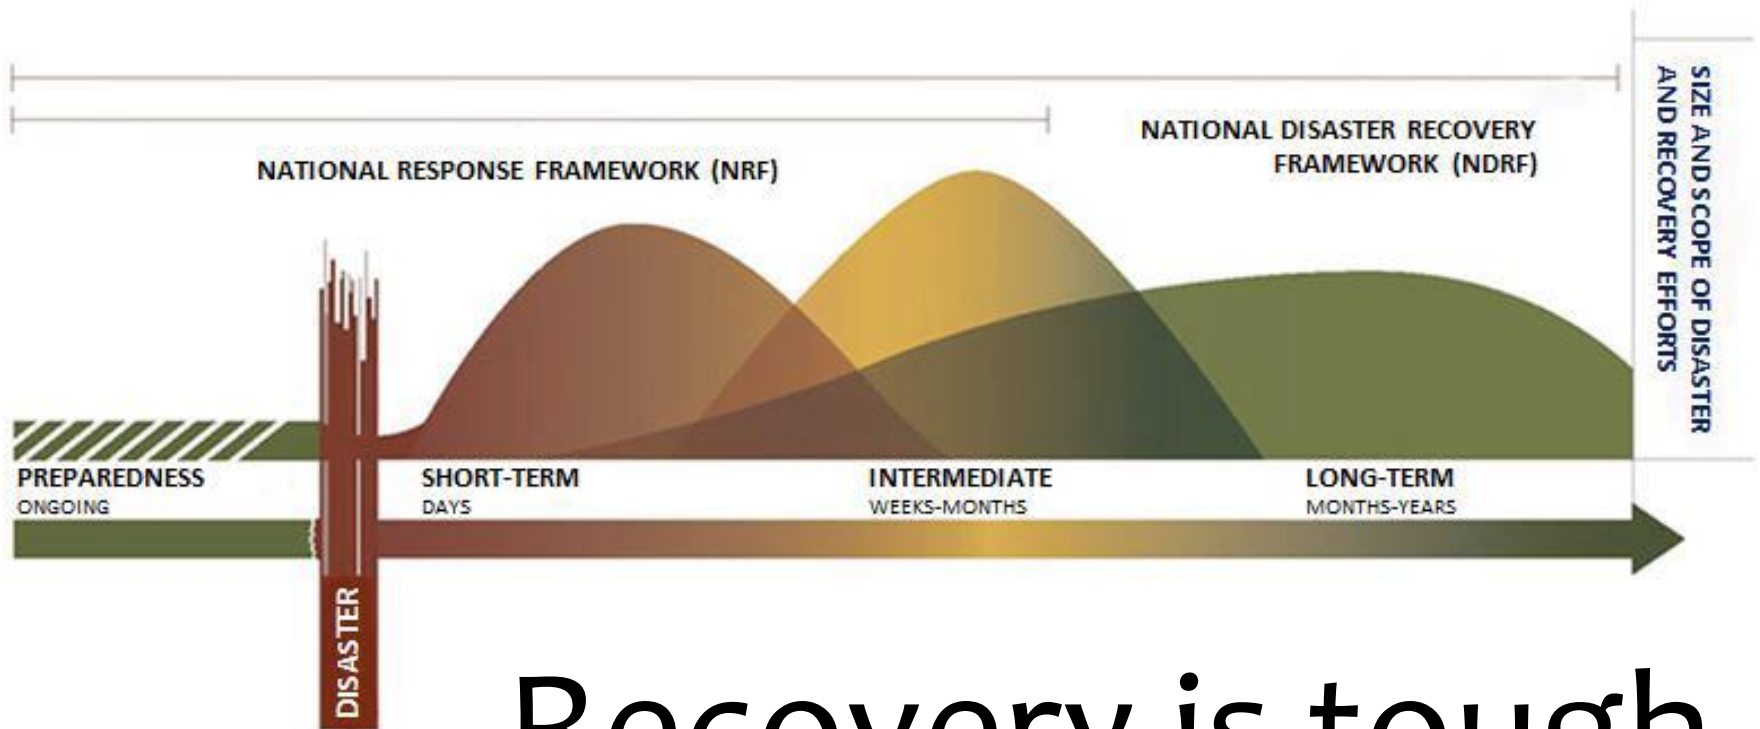 NATIONAL RESPONSE FRAMEWORK (NRF)
NATIONAL DISASTER RECOVERY
FRAMEWORK (NDRF)
SIZE AND SCOPE OF DISASTER
AND RECOVERY EFFORTS
PREPAREDNESS
ONGOING
SHORT-TERM
DAYS
INTERMEDIATE
WEEKS-MONTHS
LONG-TERM
MONTHS-YEARS
DISASTER
Recovery is tough